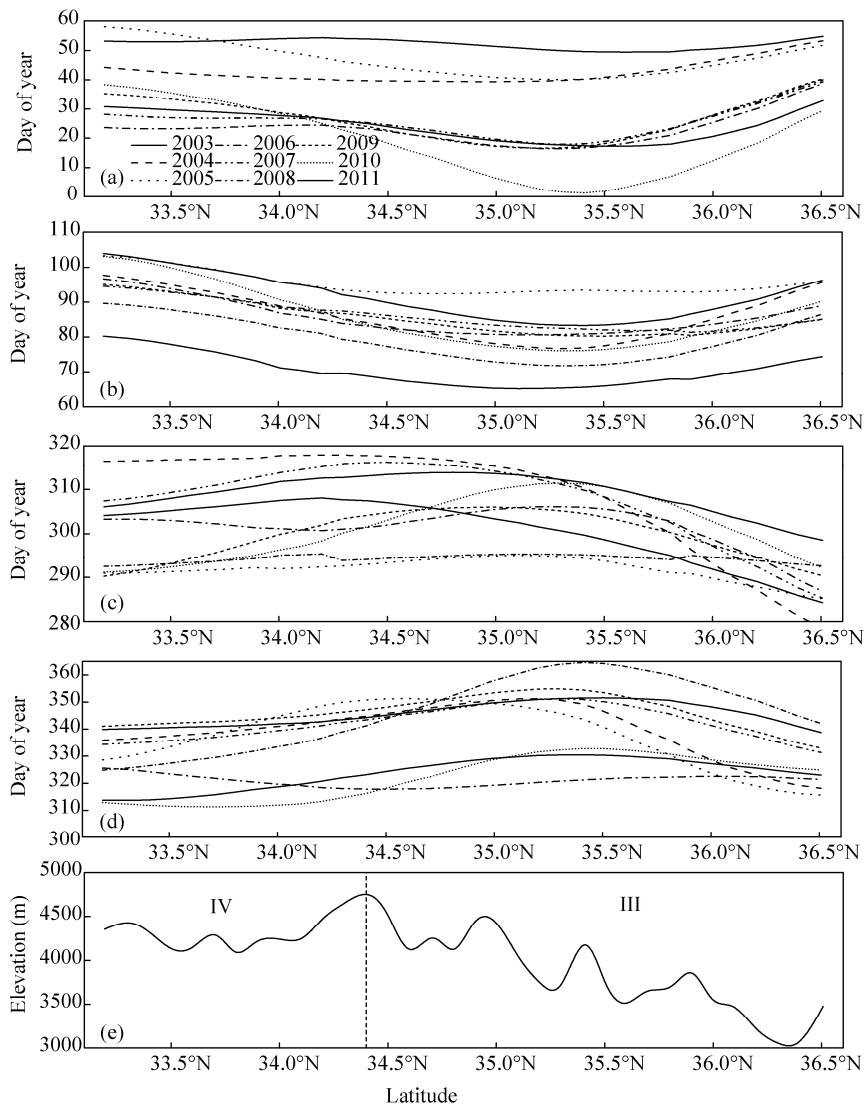 60
50
40
30
20
10
0
Day of year
2003 2006 2009
2004 2007 2010
2005 2008 2011
(a)
33.5°N 34.0°N 34.5°N 35.0°N 35.5°N 36.0°N 36.5°N
110
100
90
80
70
60
Day of year
(b)
33.5°N 34.0°N 34.5°N 35.0°N 35.5°N 36.0°N 36.5°N
320
310
300
290
280
Day of year
(c)
33.5°N 34.0°N 34.5°N 35.0°N 35.5°N 36.0°N 36.5°N
360
350
340
330
320
310
300
Day of year
(d)
33.5°N 34.0°N 34.5°N 35.0°N 35.5°N 36.0°N 36.5°N
5000
4500
4000
3500
3000
Elevation (m)
IV III
(e)
33.5°N 34.0°N 34.5°N 35.0°N 35.5°N 36.0°N 36.5°N
Latitude